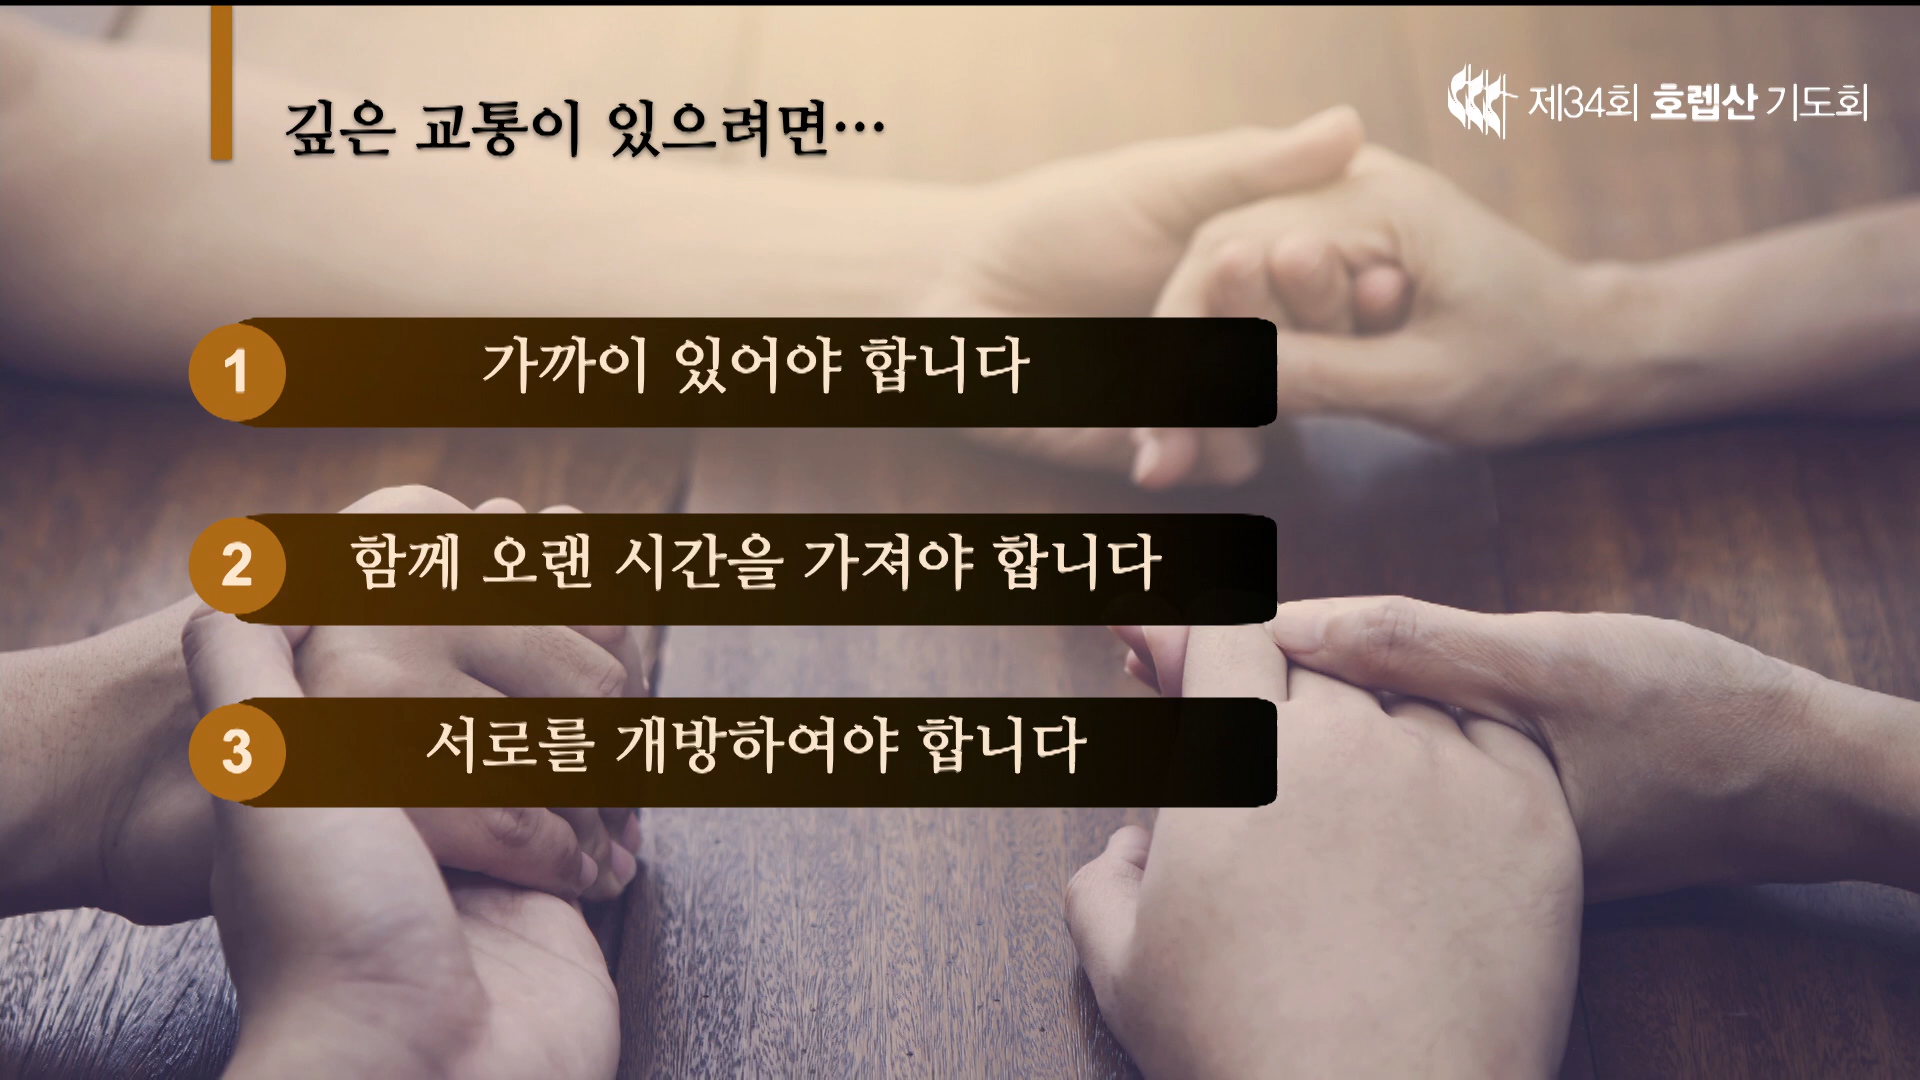 제34회 호렙산 기도회
깊은 교통이 있으려면…
1 가까이 있어야 합니다
2 함께 오랜 시간을 가져야 합니다
3 서로를 개방하여야 합니다